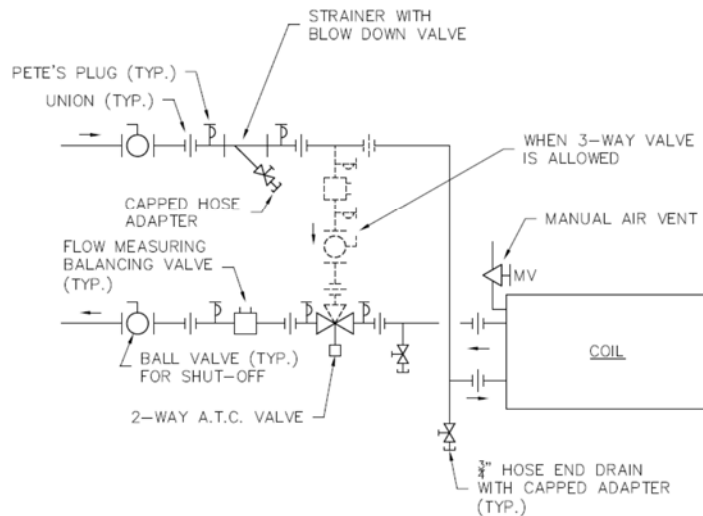 STRAINER WITH
BLOW DOWN VALVE
PETE'S PLUG (TYP.)
UNION (TYP.)
WHEN 3-WAY VALVE
IS ALLOWED
CAPPED HOSE
ADAPTER
MANUAL AIR VENT
FLOW MEASURING
BALANCING VALVE
(TYP.)
MV
COIL
BALL VALVE (TYP.)
FOR SHUT-OFF
2-WAY A.T.C. VALVE
¾" HOSE END DRAIN
WITH CAPPED ADAPTER
(TYP.)